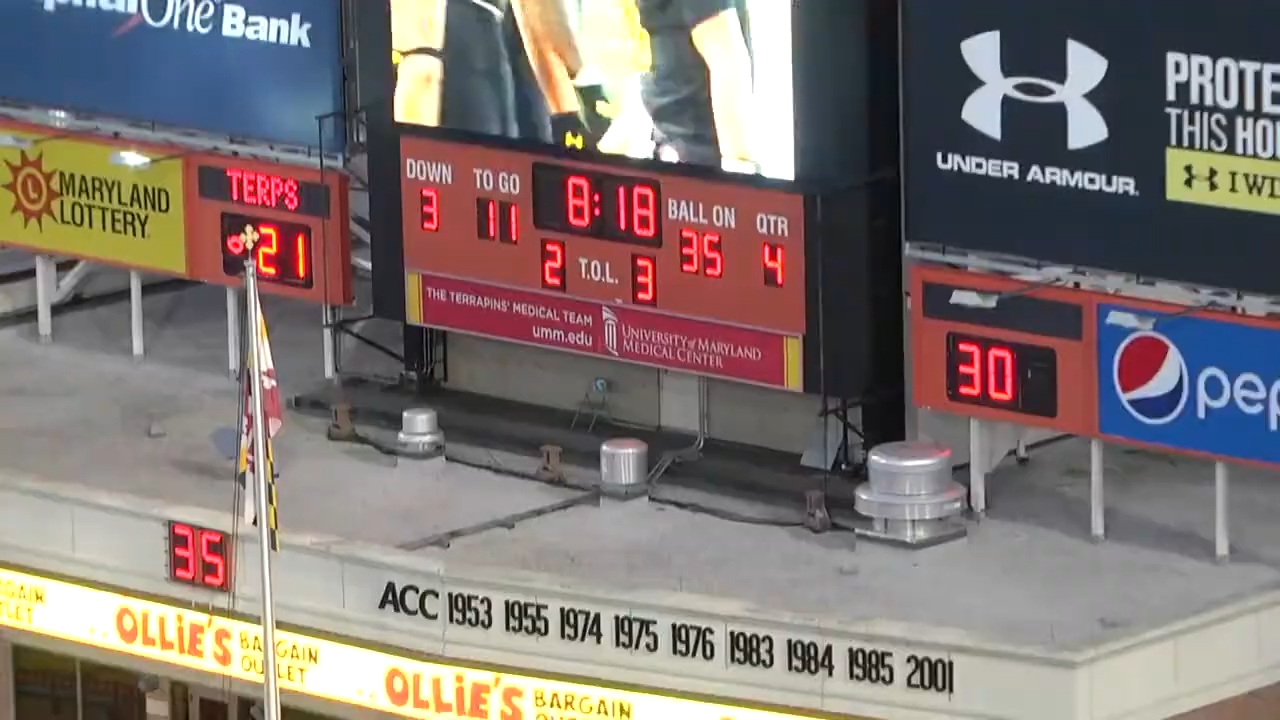 One Bank
MARYLAND
LOTTERY
TERPS
21
DOWN
3
TO GO
11
8:18
BALL ON
35
QTR
4
2 T.O.L. 3
THE TERRAPINS' MEDICAL TEAM
umm.edu
UNIVERSITY of MARYLAND
MEDICAL CENTER
UNDER ARMOUR.
PROTE
THIS HO
I WI
30
pep
35
ACC 1953 1955 1974 1975 1976 1983 1984 1985 2001
OLLiE'S BARGAIN
OUTLET
OLLiE'S BARGAIN